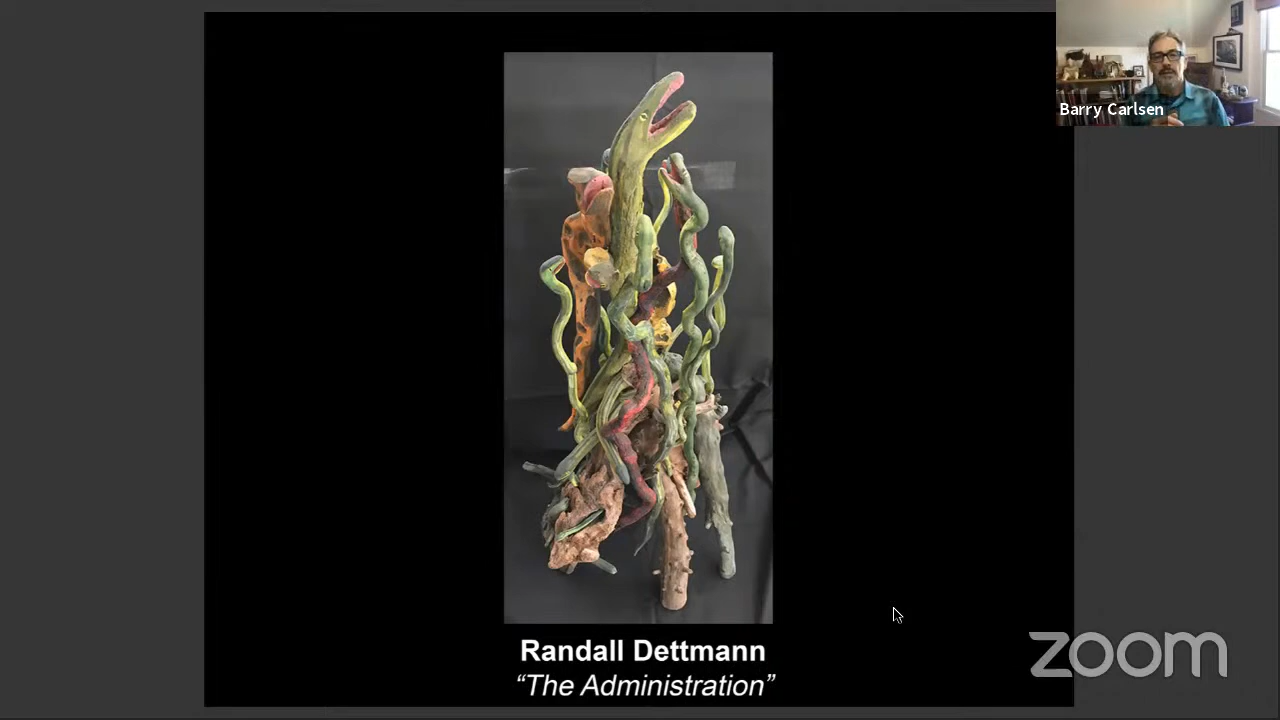 Barry Carlsen
Randall Dettmann
“The Administration”
zoom